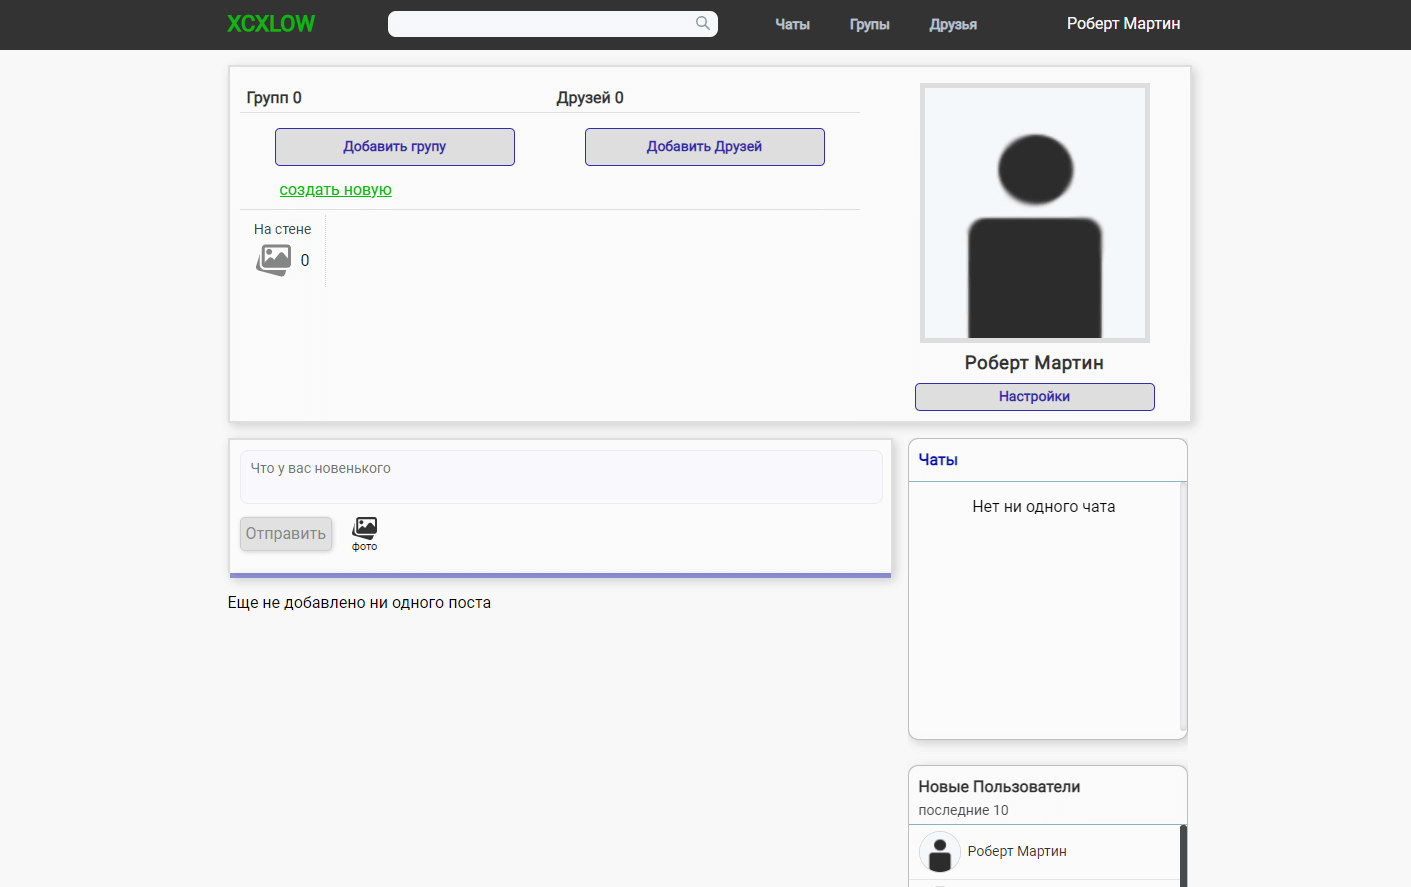 XCXLOW
Чаты
Групы
Друзья
Роберт Мартин
Групп 0
Друзей 0
Добавить групу
Добавить Друзей
создать новую
На стене
0
Роберт Мартин
Настройки
Что у вас новенького
Отправить
фото
Еще не добавлено ни одного поста
Чаты
Нет ни одного чата
Новые Пользователи
последние 10
Роберт Мартин